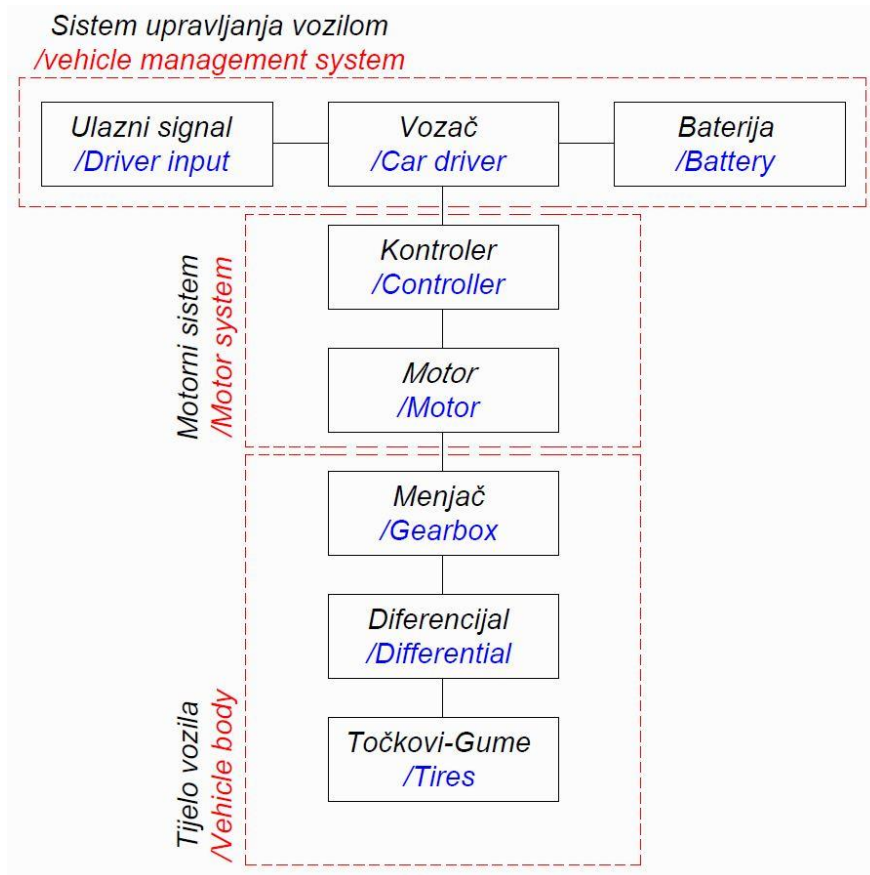 Sistem upravljanja vozilom
/vehicle management system
Ulazni signal
/Driver input
Vozač
/Car driver
Baterija
/Battery
Motorni sistem
/Motor system
Kontroler
/Controller
Motor
/Motor
Tijelo vozila
/Vehicle body
Menjač
/Gearbox
Diferencijal
/Differential
Točkovi-Gume
/Tires